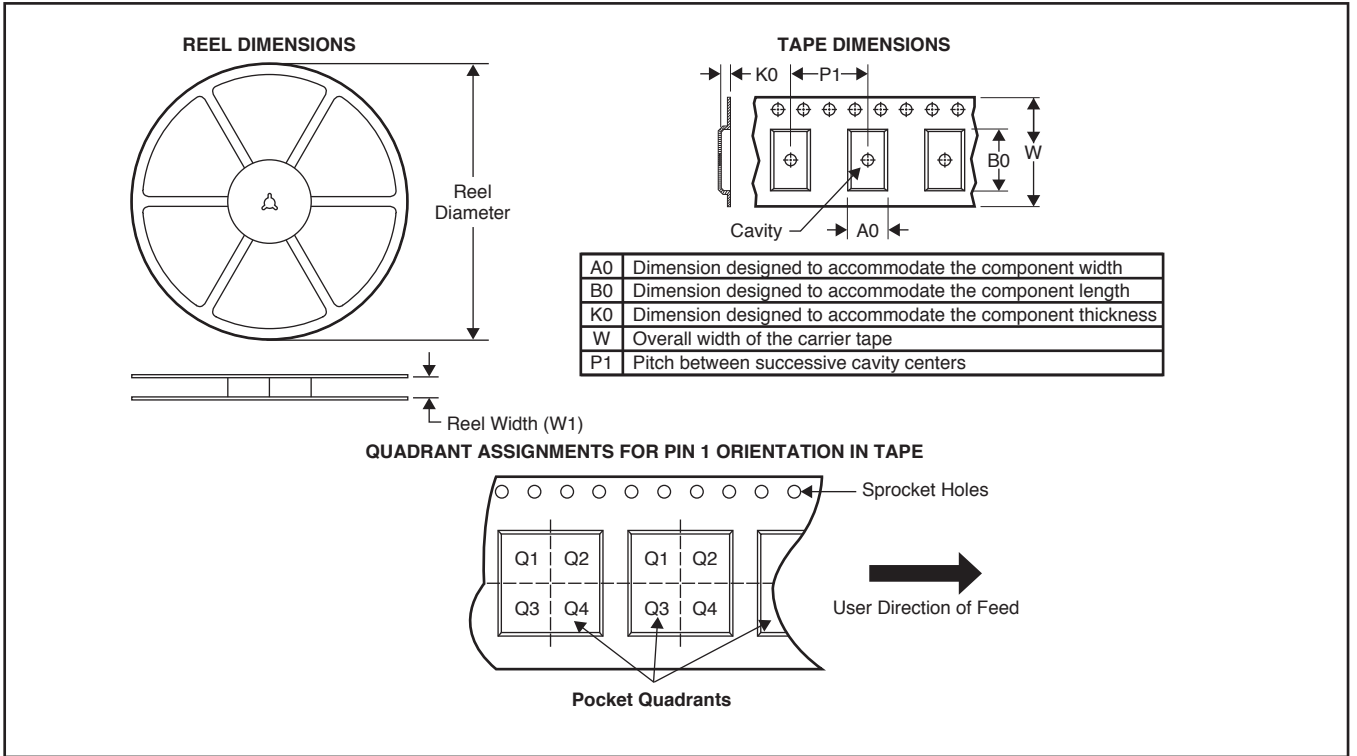 REEL DIMENSIONS
Reel
Diameter
Reel Width (W1)
TAPE DIMENSIONS
K0
P1
B0
W
Cavity
A0
A0 Dimension designed to accommodate the component width
B0 Dimension designed to accommodate the component length
K0 Dimension designed to accommodate the component thickness
W Overall width of the carrier tape
P1 Pitch between successive cavity centers
QUADRANT ASSIGNMENTS FOR PIN 1 ORIENTATION IN TAPE
Sprocket Holes
Q1 Q2 Q1 Q2
Q3 Q4 Q3 Q4
User Direction of Feed
Pocket Quadrants